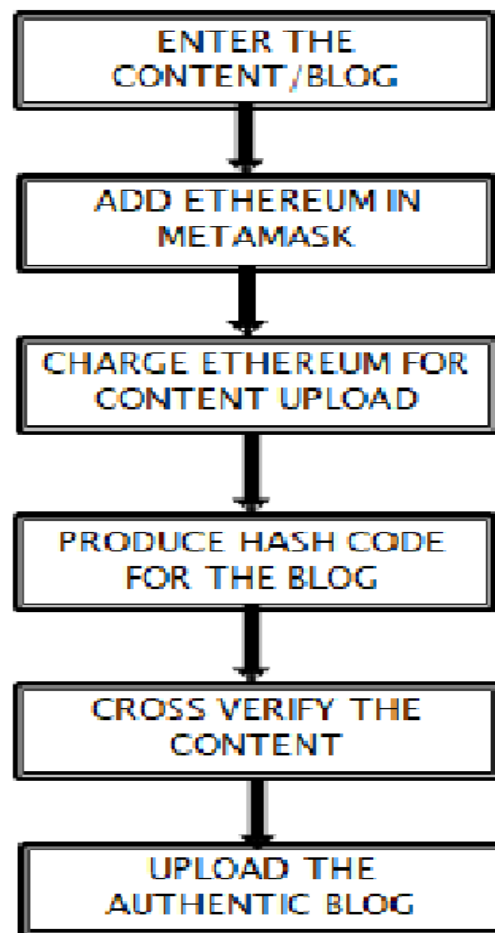 ENTER THE
CONTENT/BLOG
ADD ETHEREUM IN
METAMASK
CHARGE ETHEREUM FOR
CONTENT UPLOAD
PRODUCE HASH CODE
FOR THE BLOG
CROSS VERIFY THE
CONTENT
UPLOAD THE
AUTHENTIC BLOG